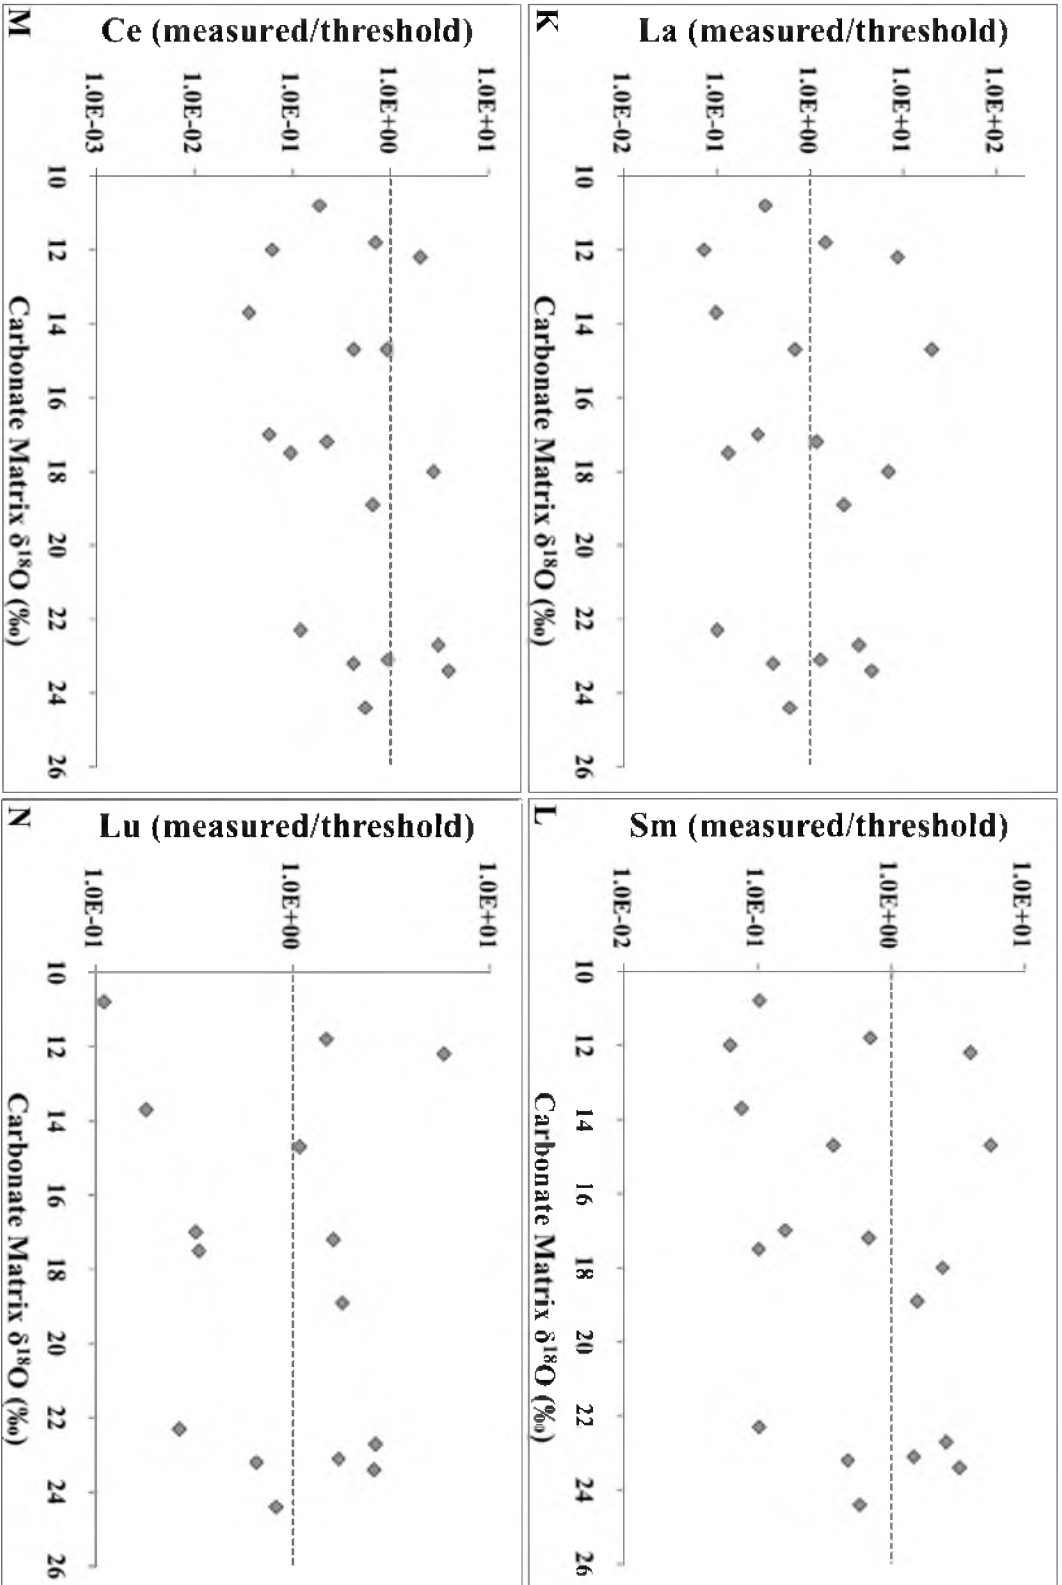 K
La (measured/threshold)
1.0E+02
1.0E+01
1.0E+00
1.0E-01
1.0E-02
10 12 14 16 18 20 22 24 26
Carbonate Matrix δ¹⁸O (‰)
L
Sm (measured/threshold)
1.0E+01
1.0E+00
1.0E-01
1.0E-02
10 12 14 16 18 20 22 24 26
Carbonate Matrix δ¹⁸O (‰)
M
Ce (measured/threshold)
1.0E+01
1.0E+00
1.0E-01
1.0E-02
1.0E-03
10 12 14 16 18 20 22 24 26
Carbonate Matrix δ¹⁸O (‰)
N
Lu (measured/threshold)
1.0E+01
1.0E+00
1.0E-01
10 12 14 16 18 20 22 24 26
Carbonate Matrix δ¹⁸O (‰)